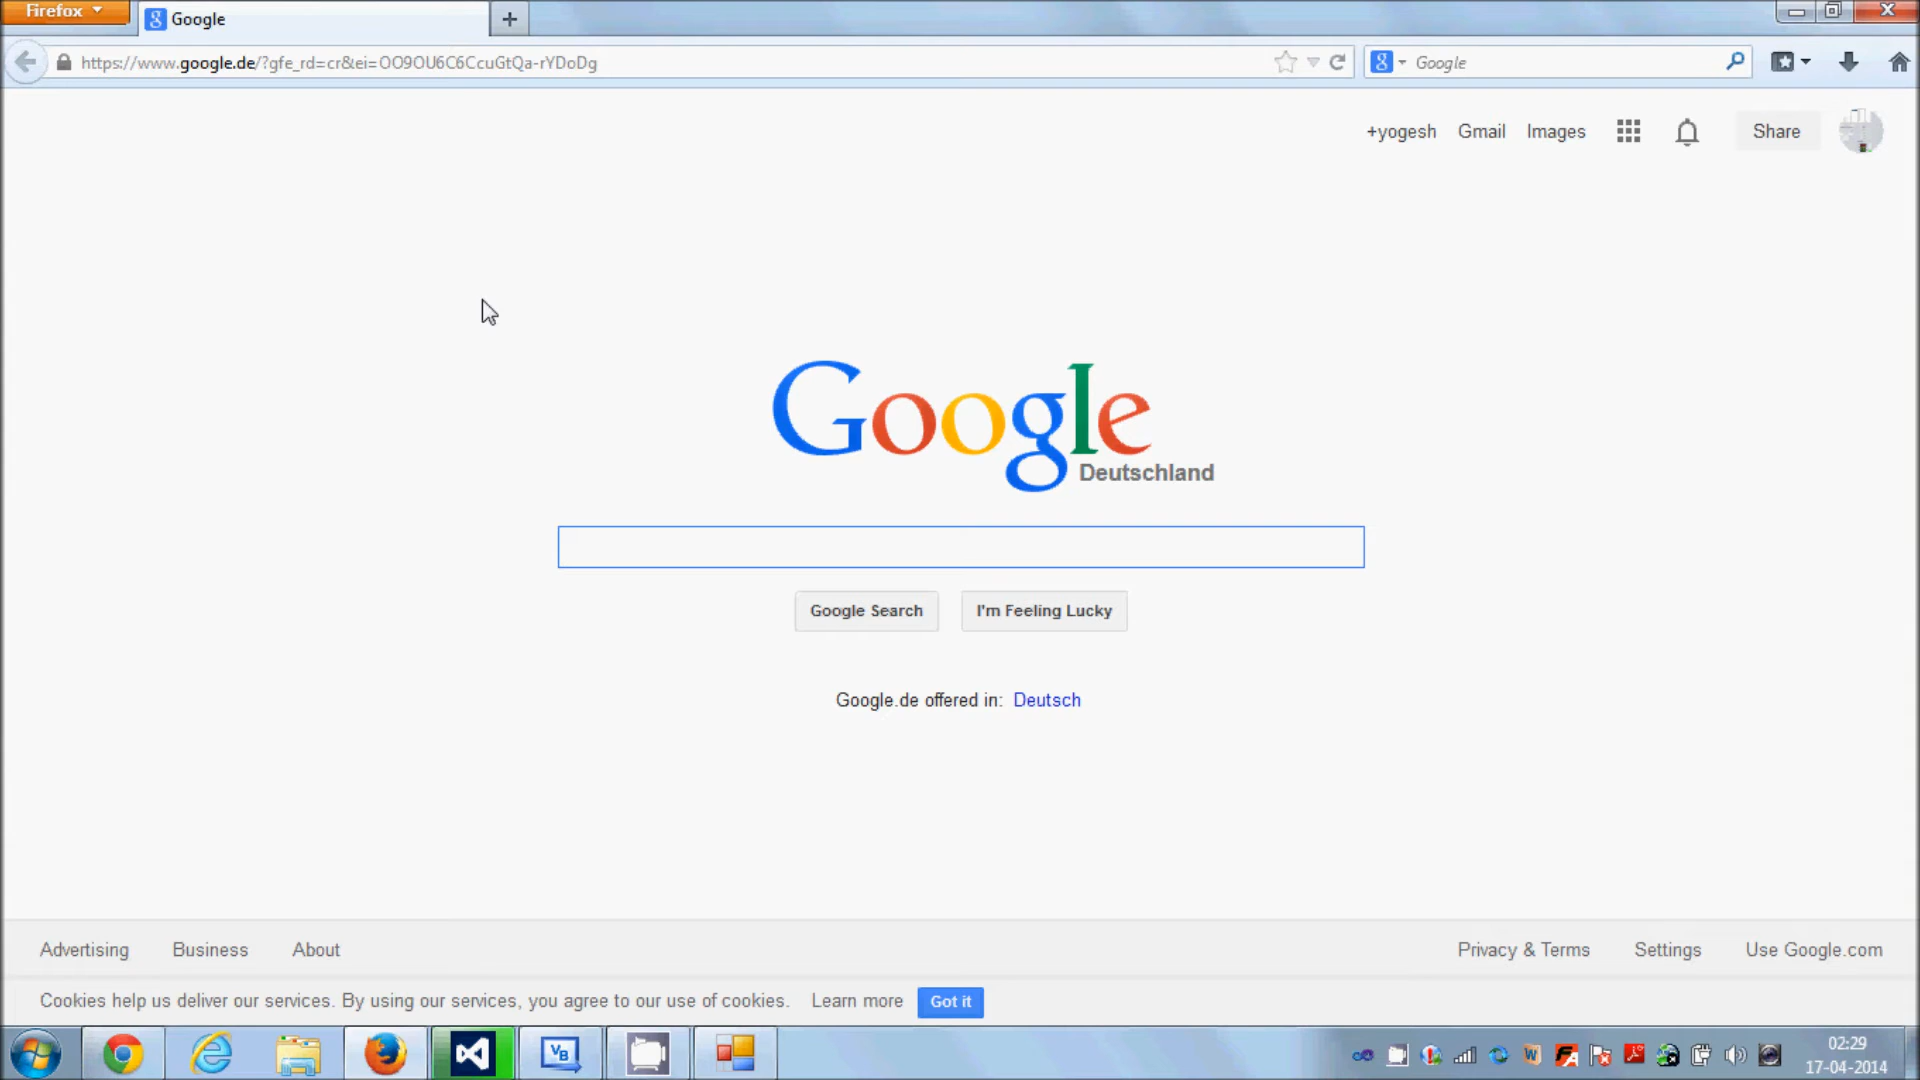 Firefox
Google
https://www.google.de/?gfe_rd=cr&ei=OO9OU6C6CcuGtQa-rYDoDg
Google
+yogesh Gmail Images Share
Google
Deutschland
Google Search I'm Feeling Lucky
Google.de offered in: Deutsch
Advertising Business About Privacy & Terms Settings Use Google.com
Cookies help us deliver our services. By using our services, you agree to our use of cookies. Learn more Got it
VB
02:29
17-04-2014